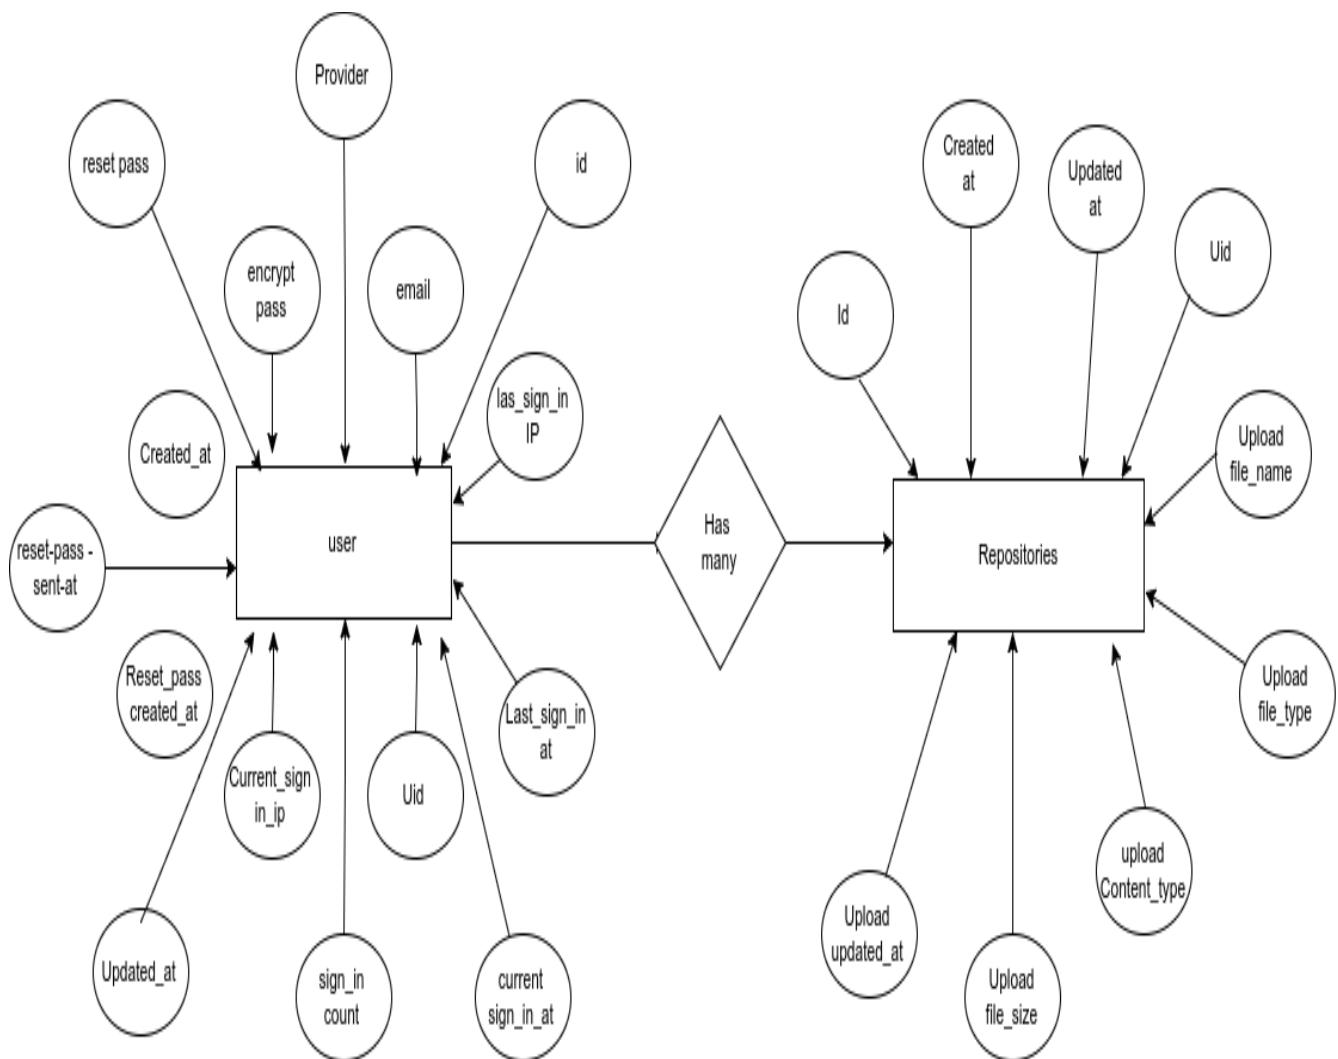 Provider
reset pass
id
encrypt
pass
email
las_sign_in
IP
Created_at
user
reset-pass -
sent-at
Reset_pass
created_at
Current_sign
in_ip
Uid
Last_sign_in
at
Updated_at
sign_in
count
current
sign_in_at
Has
many
Created
at
Updated
at
Uid
Id
Upload
file_name
Repositories
Upload
file_type
upload
Content_type
Upload
updated_at
Upload
file_size